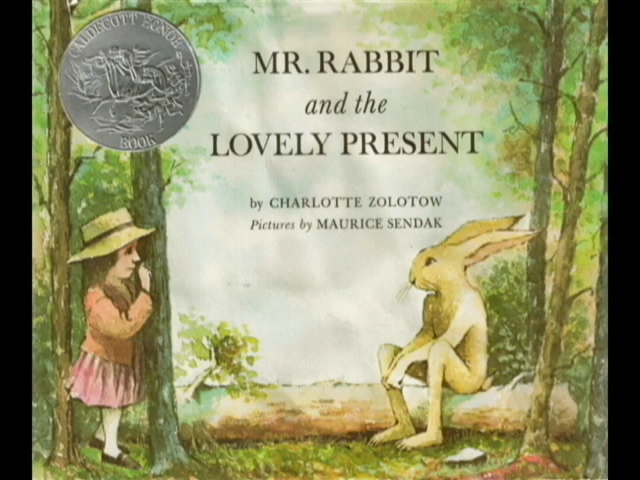 CALDECOTT HONOR
BOOK
MR. RABBIT
and the
LOVELY PRESENT
by CHARLOTTE ZOLOTOW
Pictures by MAURICE SENDAK